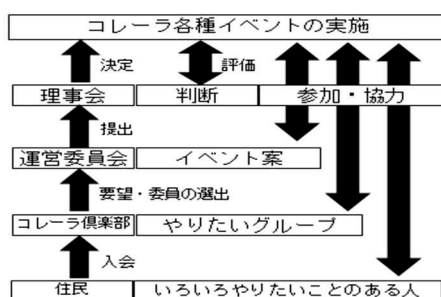 コレーラ各種イベントの実施
決定 評価
理事会 判断 参加・協力
提出
運営委員会 イベント案
要望・委員の選出
コレーラ倶楽部 やりたいグループ
入会
住民 いろいろやりたいことのある人